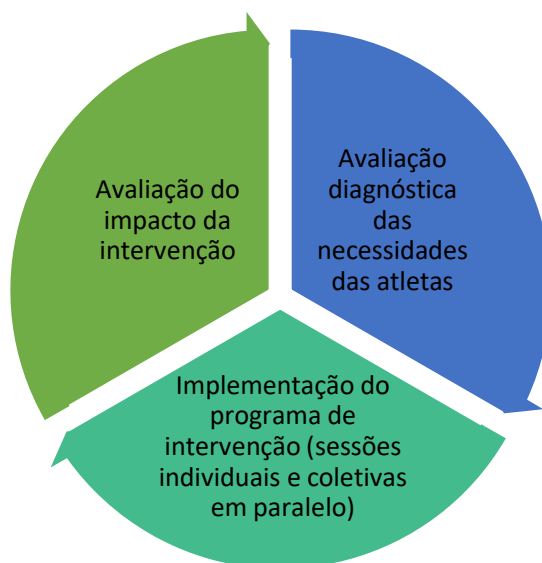 Avaliação
diagnóstica
das
necessidades
das atletas
Implementação do
programa de
intervenção (sessões
individuais e coletivas
em paralelo)
Avaliação do
impacto da
intervenção